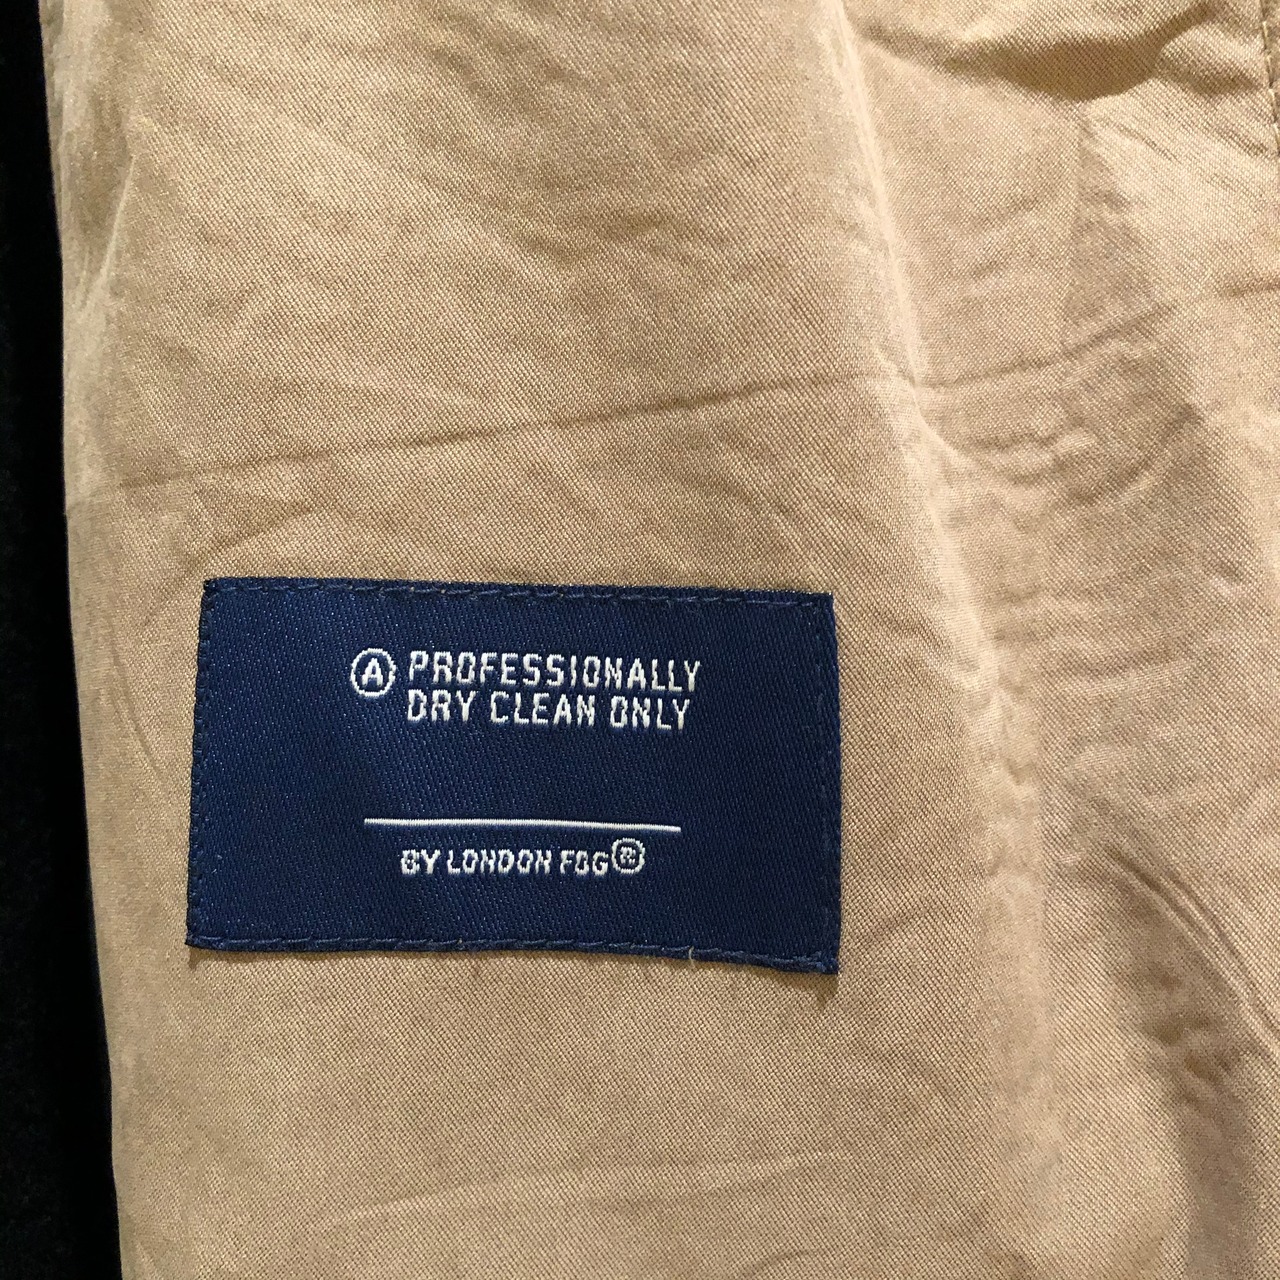 Ⓐ PROFESSIONALLY
DRY CLEAN ONLY
BY LONDON FOG®